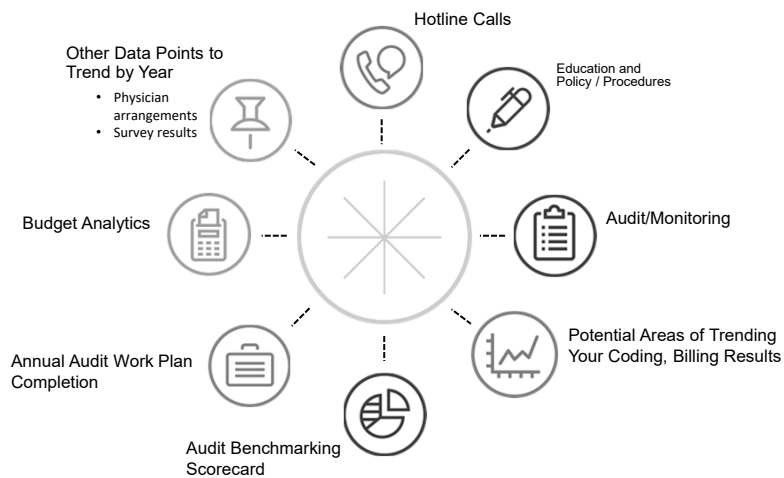 Hotline Calls
Other Data Points to
Trend by Year
• Physician
arrangements
• Survey results
Education and
Policy / Procedures
Budget Analytics
Audit/Monitoring
Annual Audit Work Plan
Completion
Potential Areas of Trending
Your Coding, Billing Results
Audit Benchmarking
Scorecard